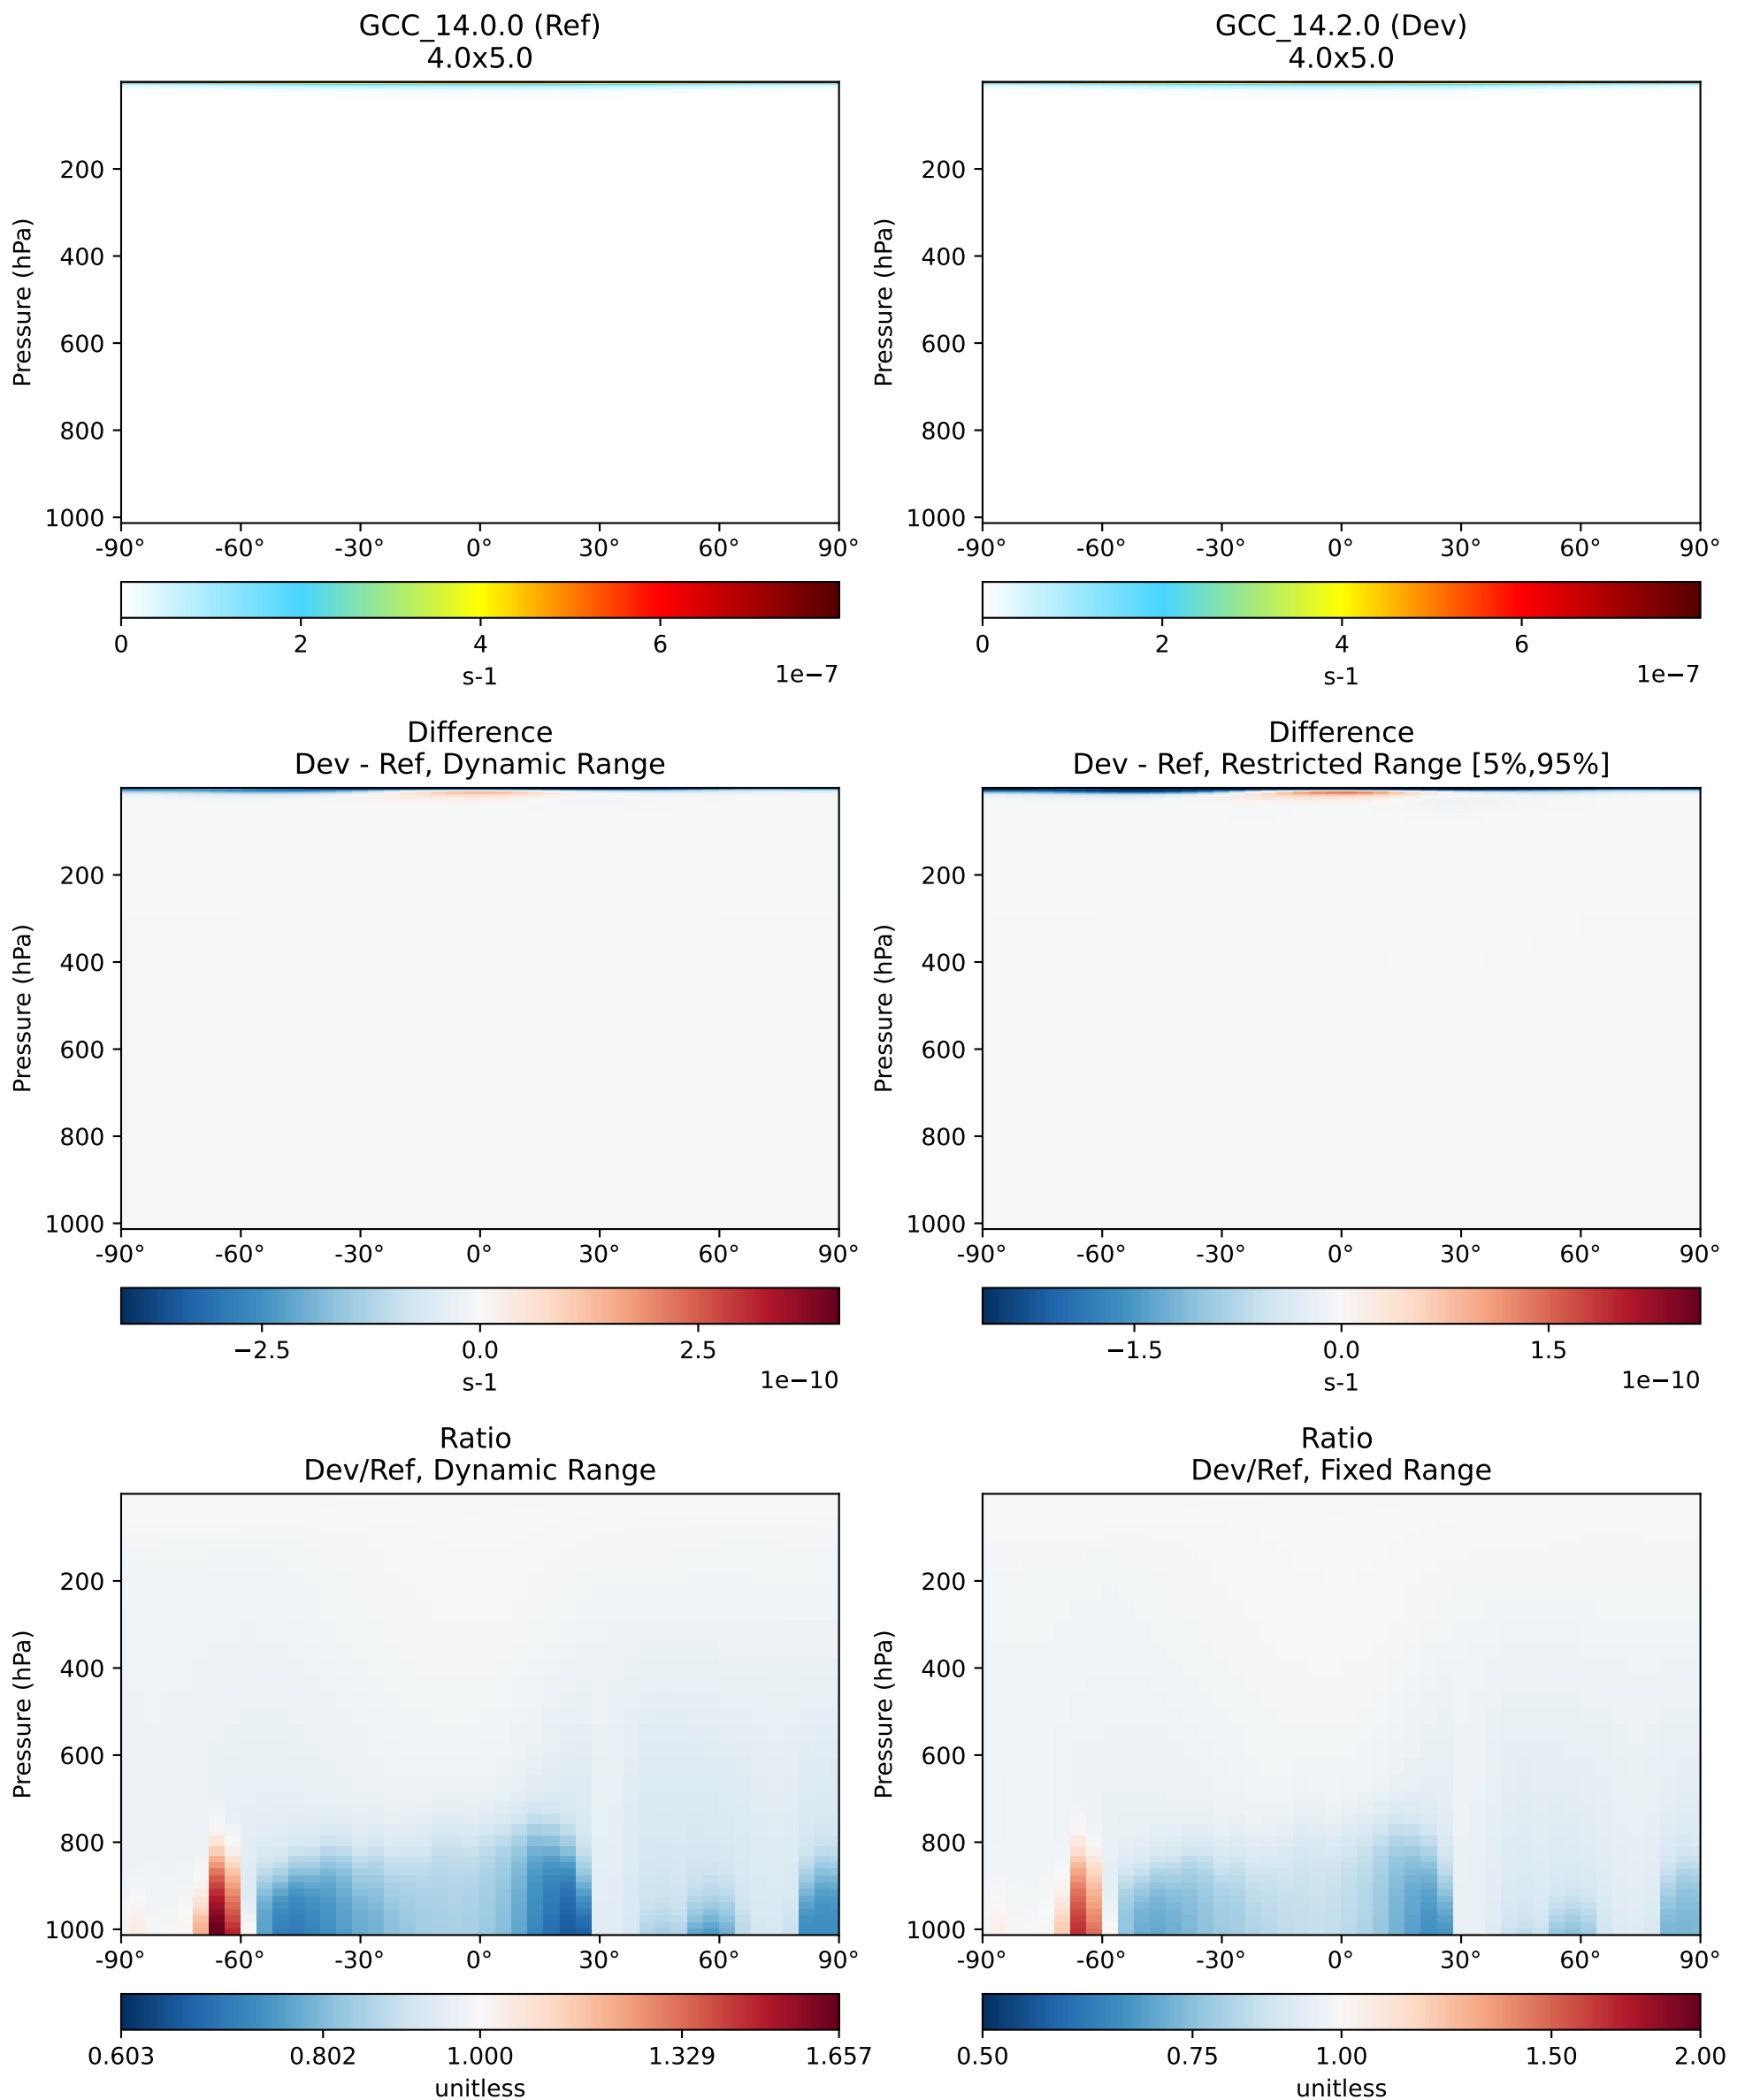 GCC_14.0.0 (Ref)
4.0x5.0
Pressure (hPa)
200
400
600
800
1000
-90° -60° -30° 0° 30° 60° 90°
0 2 4 6
s-1
1e−7
GCC_14.2.0 (Dev)
4.0x5.0
Pressure (hPa)
200
400
600
800
1000
-90° -60° -30° 0° 30° 60° 90°
0 2 4 6
s-1
1e−7
Difference
Dev - Ref, Dynamic Range
Pressure (hPa)
200
400
600
800
1000
-90° -60° -30° 0° 30° 60° 90°
−2.5 0.0 2.5
s-1
1e−10
Difference
Dev - Ref, Restricted Range [5%,95%]
Pressure (hPa)
200
400
600
800
1000
-90° -60° -30° 0° 30° 60° 90°
−1.5 0.0 1.5
s-1
1e−10
Ratio
Dev/Ref, Dynamic Range
Pressure (hPa)
200
400
600
800
1000
-90° -60° -30° 0° 30° 60° 90°
0.603 0.802 1.000 1.329 1.657
unitless
Ratio
Dev/Ref, Fixed Range
Pressure (hPa)
200
400
600
800
1000
-90° -60° -30° 0° 30° 60° 90°
0.50 0.75 1.00 1.50 2.00
unitless